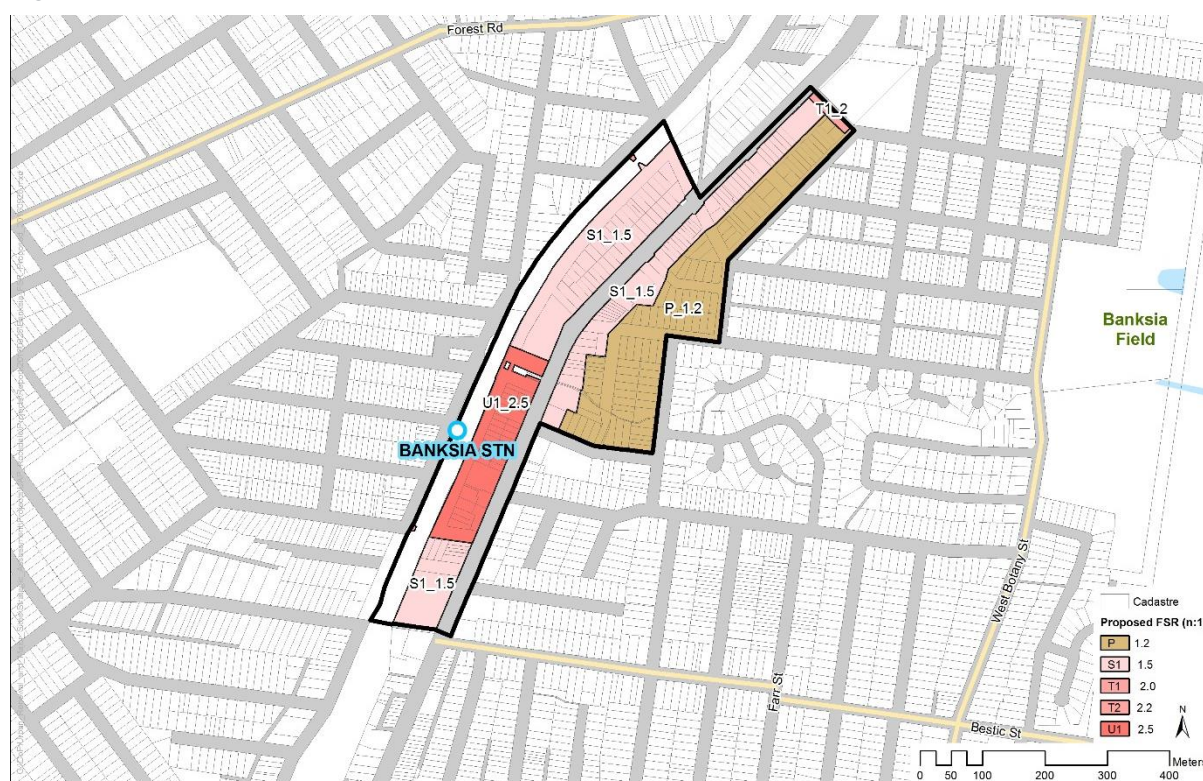 Forest Rd
T1_2
S1_1.5
S1_1.5
P_1.2
Banksia
Field
U1_2.5
BANKSIA STN
S1_1.5
West Botany St
Farr St
Bestic St
Cadastre
Proposed FSR (n:1
P 1.2
S1 1.5
T1 2.0
T2 2.2
U1 2.5
N
Mete
0 50 100 200 300 400